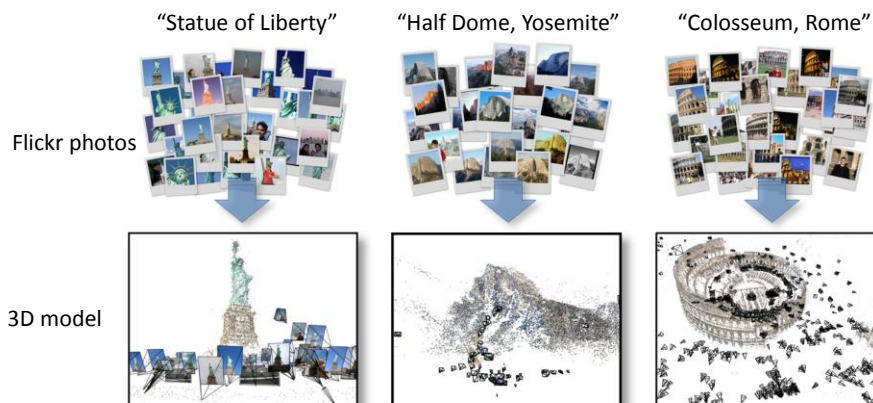 “Statue of Liberty”
“Half Dome, Yosemite”
“Colosseum, Rome”
Flickr photos
3D model